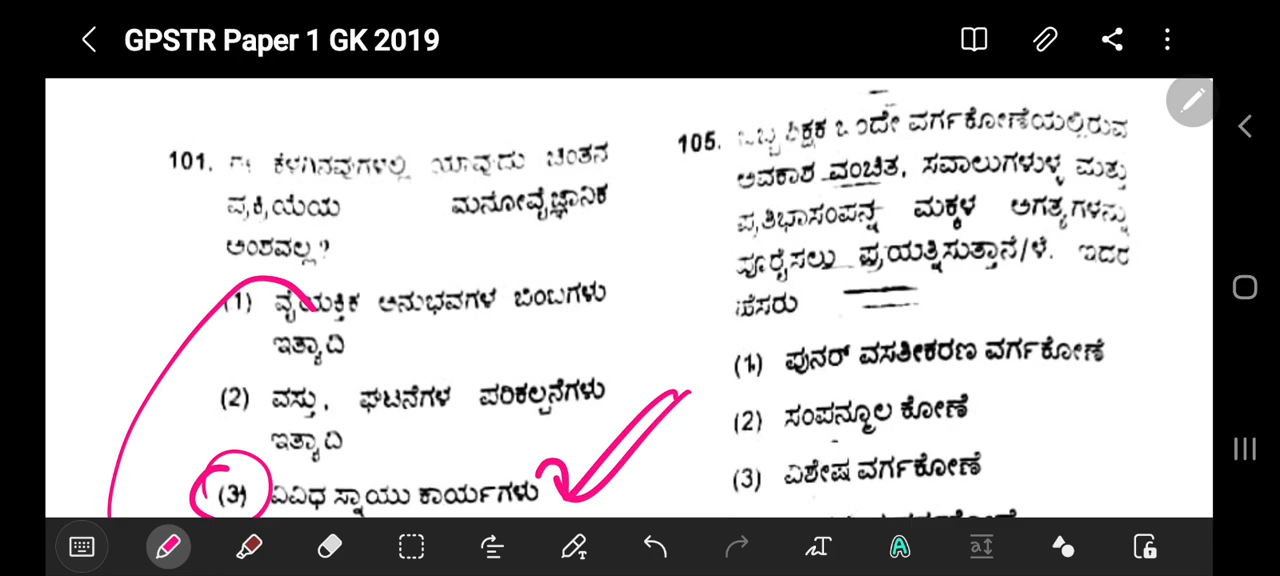 GPSTR Paper 1 GK 2019
101. ಈ ಕೆಳಗಿನವುಗಳಲ್ಲಿ ಯಾವುದು ಚಿಂತನ
ಪ್ರಕ್ರಿಯೆಯ ಮನೋವೈಜ್ಞಾನಿಕ
ಅಂಶವಲ್ಲ?
(1) ವೈಯಕ್ತಿಕ ಅನುಭವಗಳ ಬಿಂಬಗಳು
ಇತ್ಯಾದಿ
(2) ವಸ್ತು, ಘಟನೆಗಳ ಪರಿಕಲ್ಪನೆಗಳು
ಇತ್ಯಾದಿ
(3) ವಿವಿಧ ಸ್ನಾಯು ಕಾರ್ಯಗಳು
105. ಒಬ್ಬ ಶಿಕ್ಷಕ ಒಂದೇ ವರ್ಗಕೋಣೆಯಲ್ಲಿರುವ
ಅವಕಾಶ ವಂಚಿತ, ಸವಾಲುಗಳುಳ್ಳ ಮತ್ತು
ಪ್ರತಿಭಾಸಂಪನ್ನ ಮಕ್ಕಳ ಅಗತ್ಯಗಳನ್ನು
ಪೂರೈಸಲು ಪ್ರಯತ್ನಿಸುತ್ತಾನೆ/ಳೆ. ಇದರ
ಹೆಸರು
(1) ಪುನರ್ ವಸತೀಕರಣ ವರ್ಗಕೋಣೆ
(2) ಸಂಪನ್ಮೂಲ ಕೋಣೆ
(3) ವಿಶೇಷ ವರ್ಗಕೋಣೆ